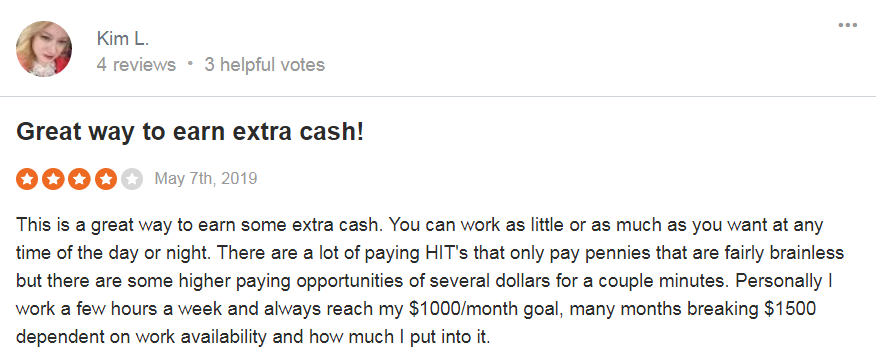 Kim L.
4 reviews • 3 helpful votes
Great way to earn extra cash!
May 7th, 2019
This is a great way to earn some extra cash. You can work as little or as much as you want at any
time of the day or night. There are a lot of paying HIT's that only pay pennies that are fairly brainless
but there are some higher paying opportunities of several dollars for a couple minutes. Personally I
work a few hours a week and always reach my $1000/month goal, many months breaking $1500
dependent on work availability and how much I put into it.